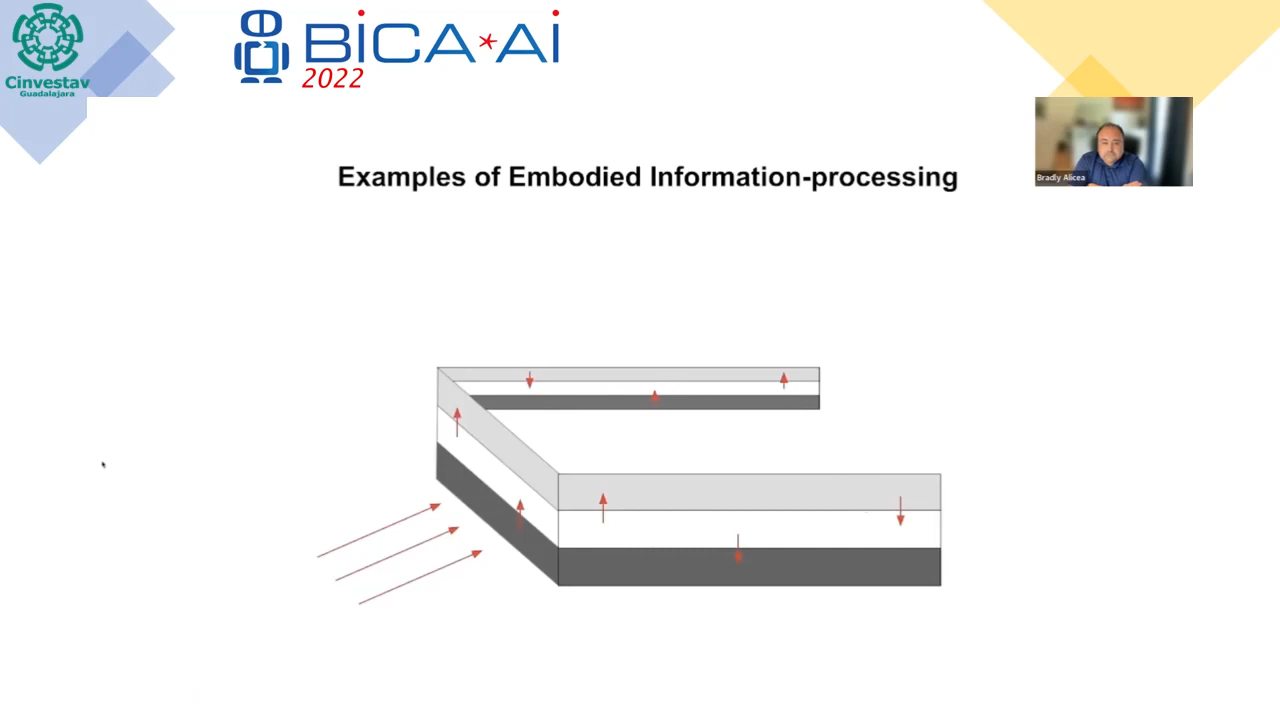 Cinvestav
Guadalajara
BiCA*Ai
2022
Examples of Embodied Information-processing
Bradly Alicea